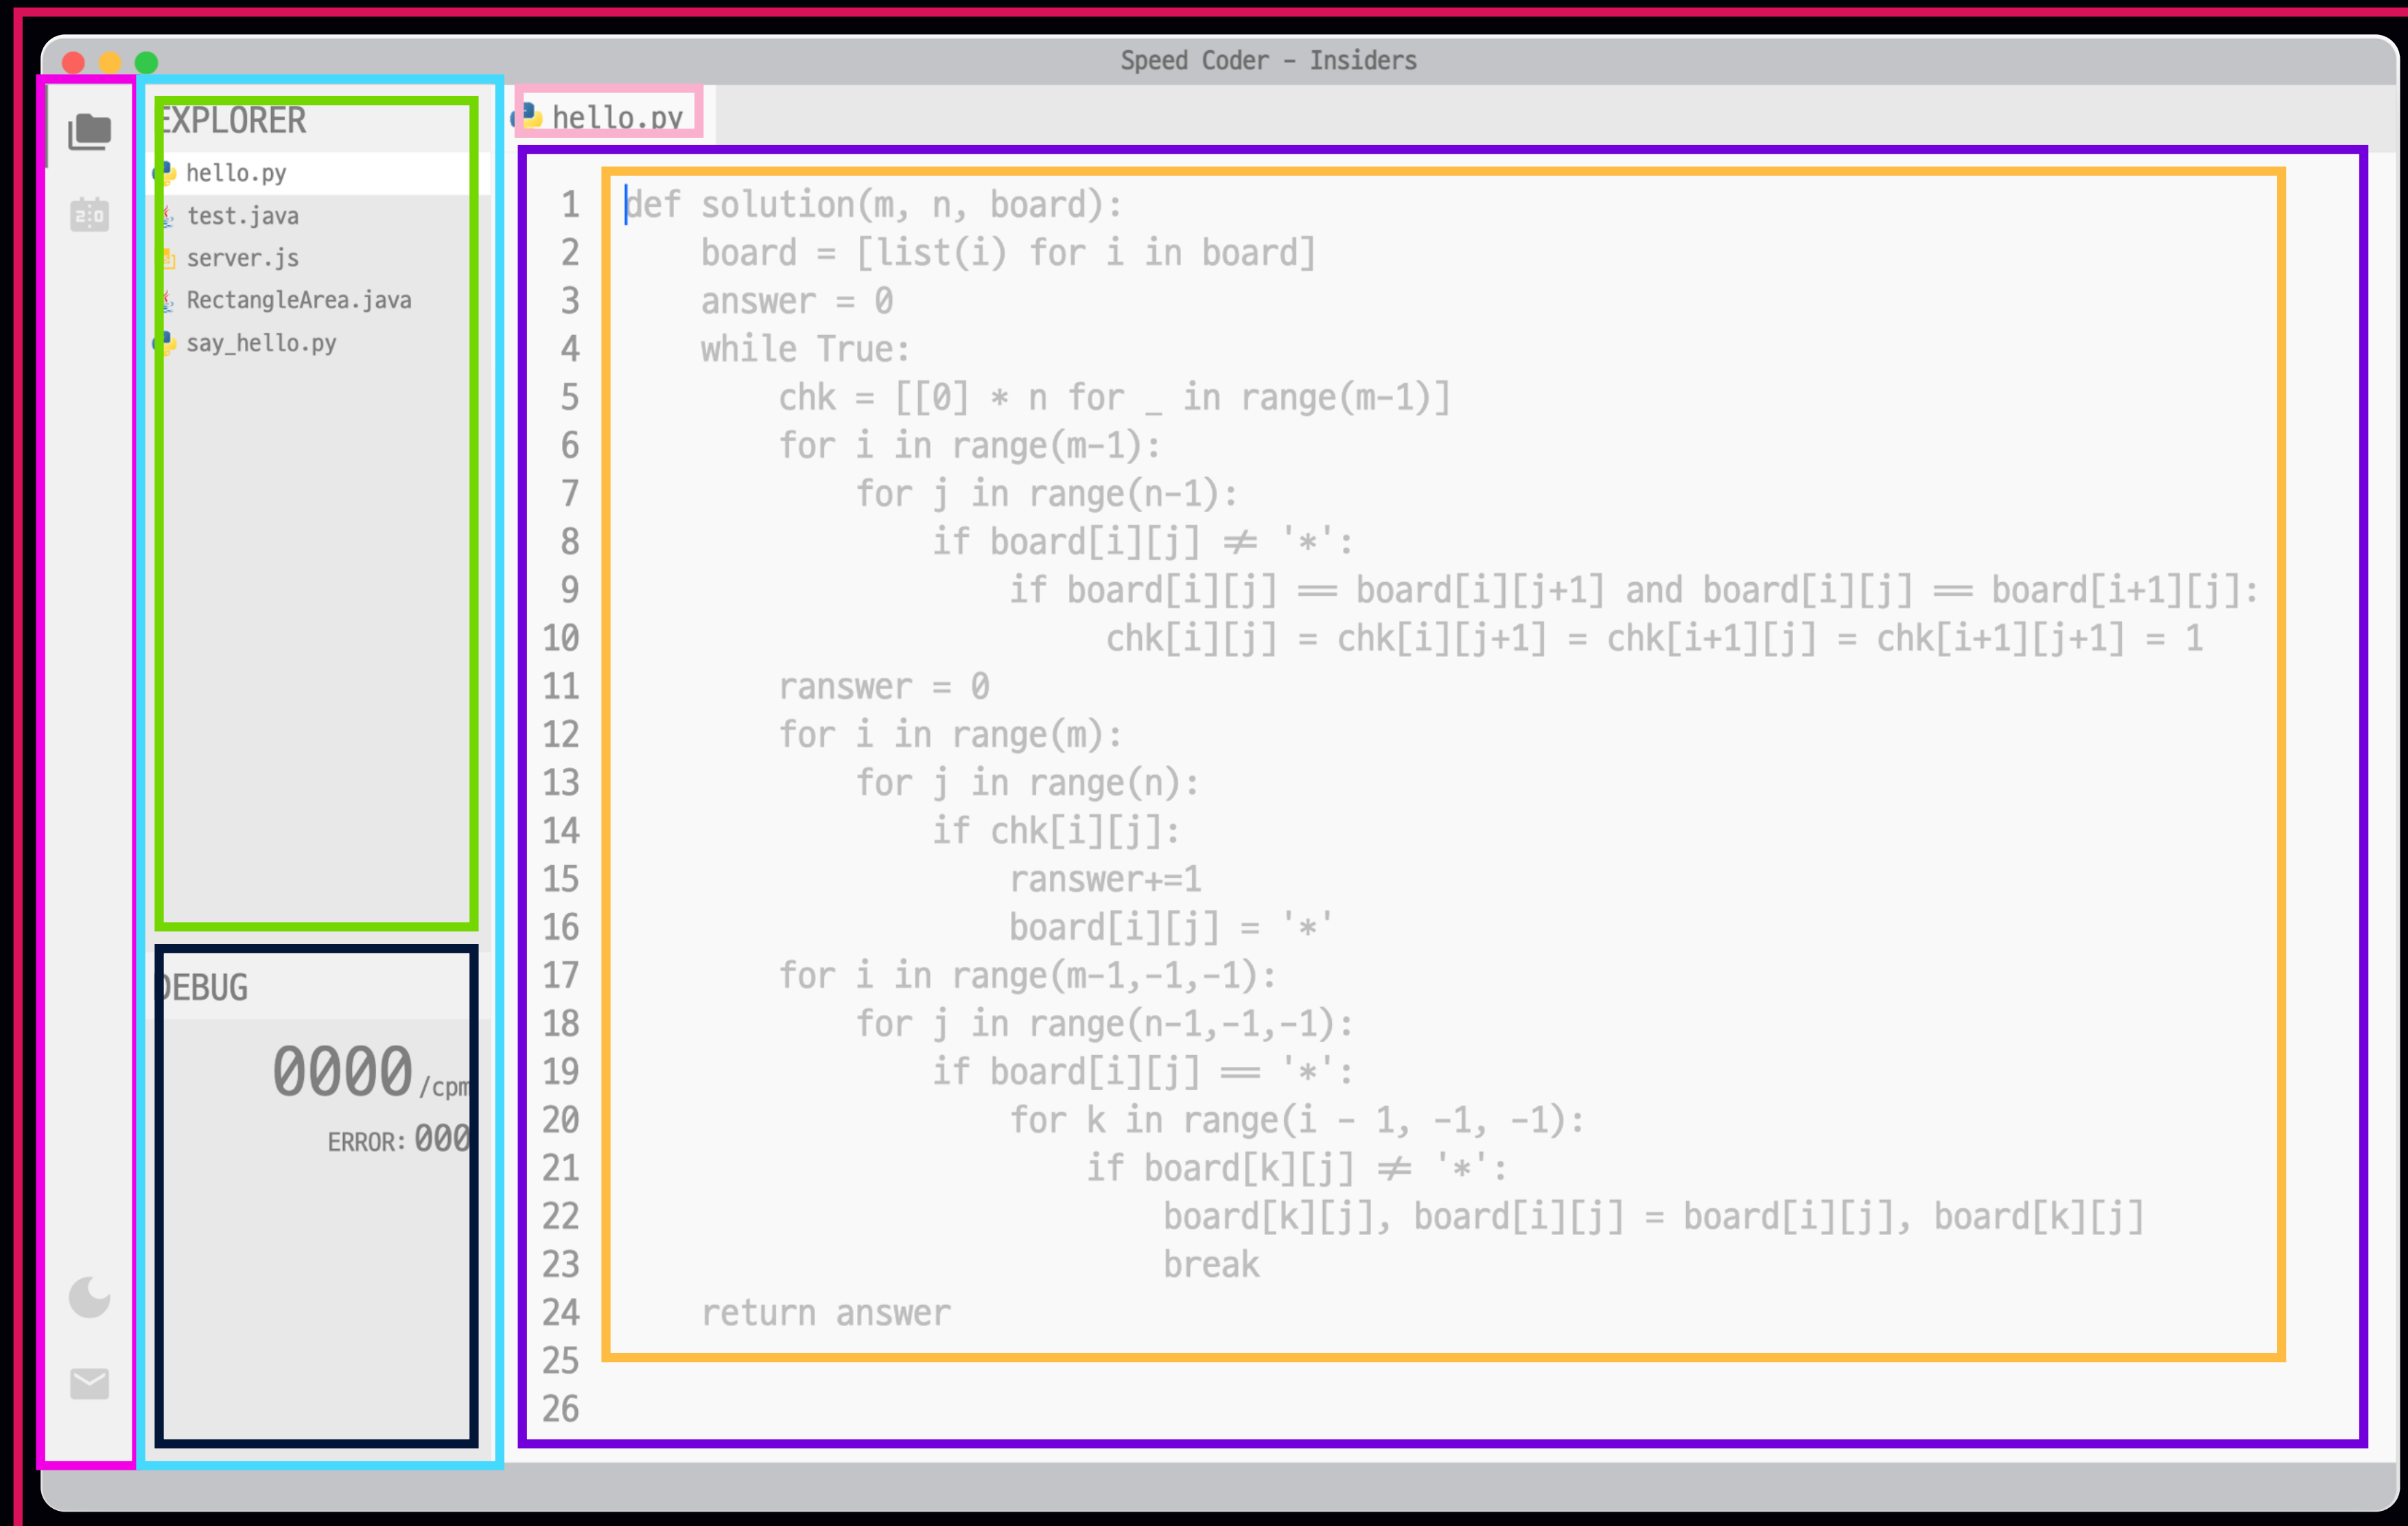 Speed Coder - Insiders
EXPLORER
hello.py
test.java
server.js
RectangleArea.java
say_hello.py
DEBUG
0000/cpm
ERROR: 000
2:0
hello.py
1 def solution(m, n, board):
2 board = [list(i) for i in board]
3 answer = 0
4 while True:
5 chk = [[0] * n for _ in range(m-1)]
6 for i in range(m-1):
7 for j in range(n-1):
8 if board[i][j] ≠ '*':
9 if board[i][j] == board[i][j+1] and board[i][j] == board[i+1][j]:
10 chk[i][j] = chk[i][j+1] = chk[i+1][j] = chk[i+1][j+1] = 1
11 ranswer = 0
12 for i in range(m):
13 for j in range(n):
14 if chk[i][j]:
15 ranswer+=1
16 board[i][j] = '*'
17 for i in range(m-1,-1,-1):
18 for j in range(n-1,-1,-1):
19 if board[i][j] == '*':
20 for k in range(i - 1, -1, -1):
21 if board[k][j] ≠ '*':
22 board[k][j], board[i][j] = board[i][j], board[k][j]
23 break
24 return answer
25
26